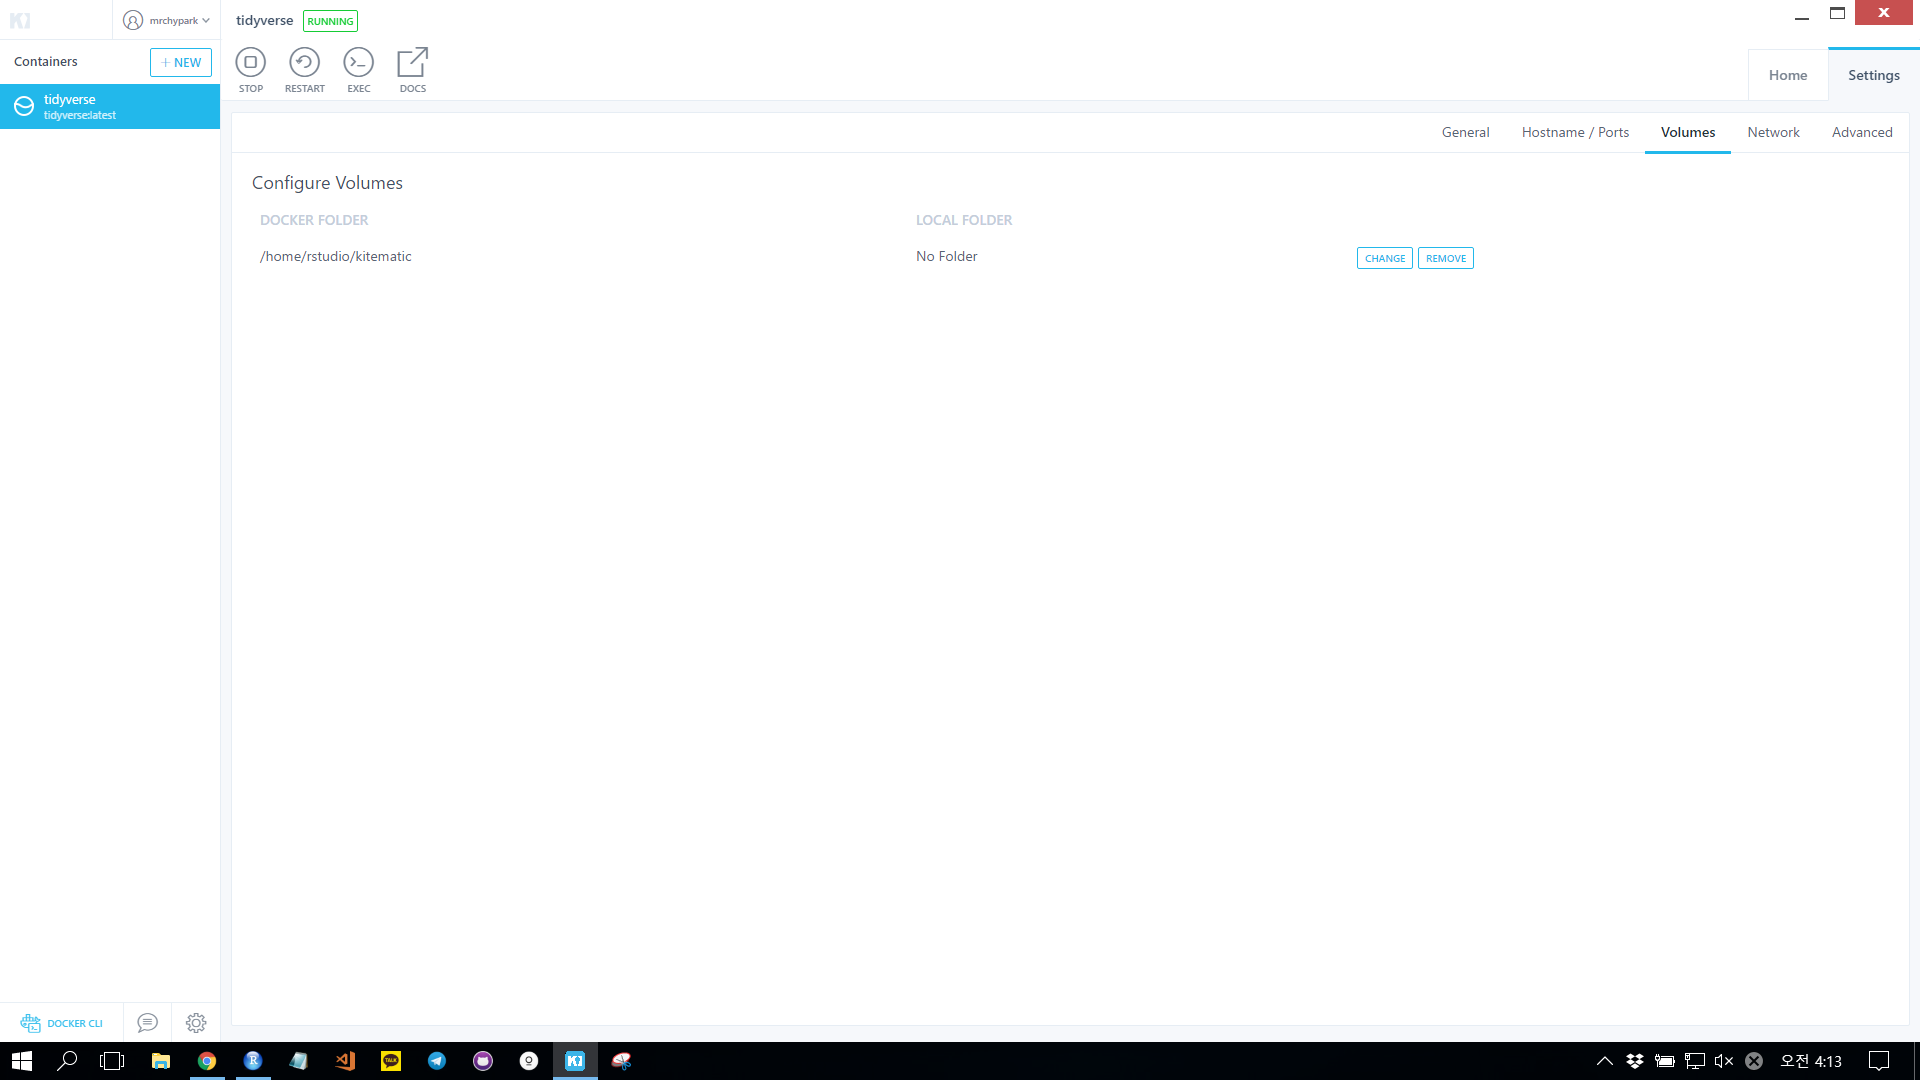 mrchypark
tidyverse RUNNING
Containers
+ NEW
STOP RESTART EXEC DOCS
Home Settings
tidyverse
tidyverse:latest
General Hostname / Ports Volumes Network Advanced
Configure Volumes
DOCKER FOLDER LOCAL FOLDER
/home/rstudio/kitematic No Folder CHANGE REMOVE
DOCKER CLI
R
TALK
오전 4:13